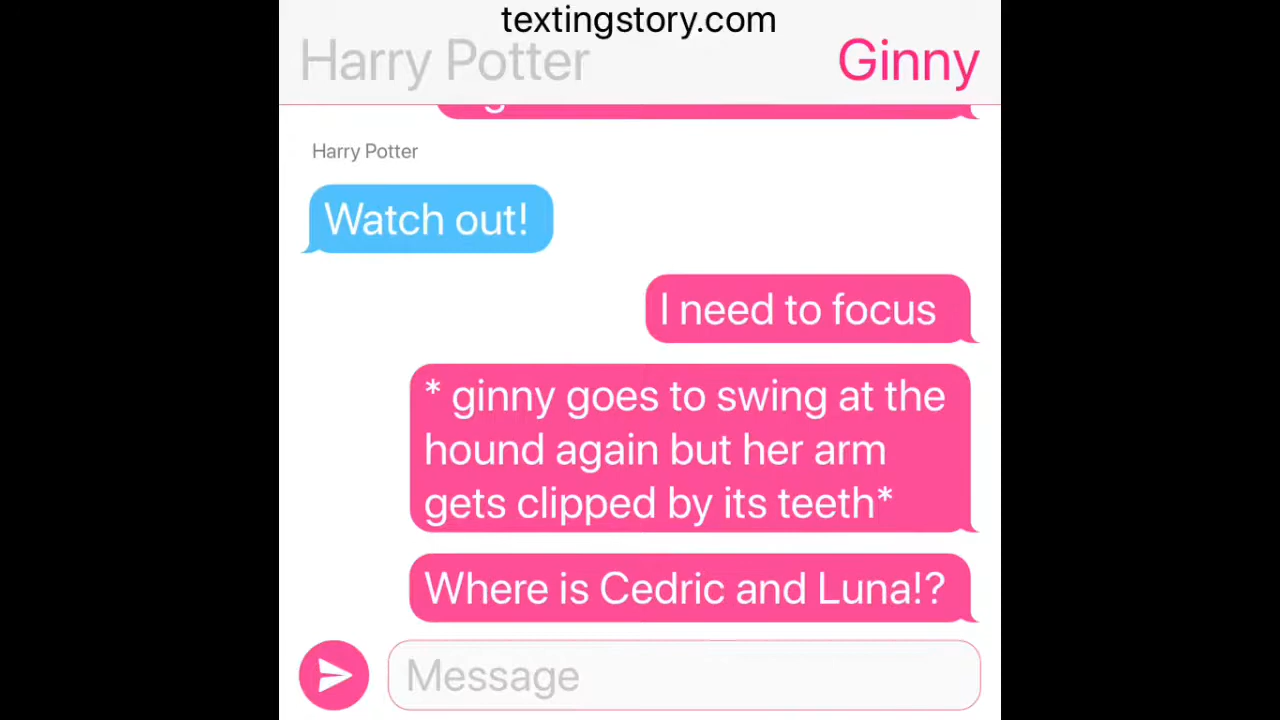 textingstory.com
Harry Potter
Ginny
Harry Potter
Watch out!
I need to focus
* ginny goes to swing at the
hound again but her arm
gets clipped by its teeth*
Where is Cedric and Luna!?
Message